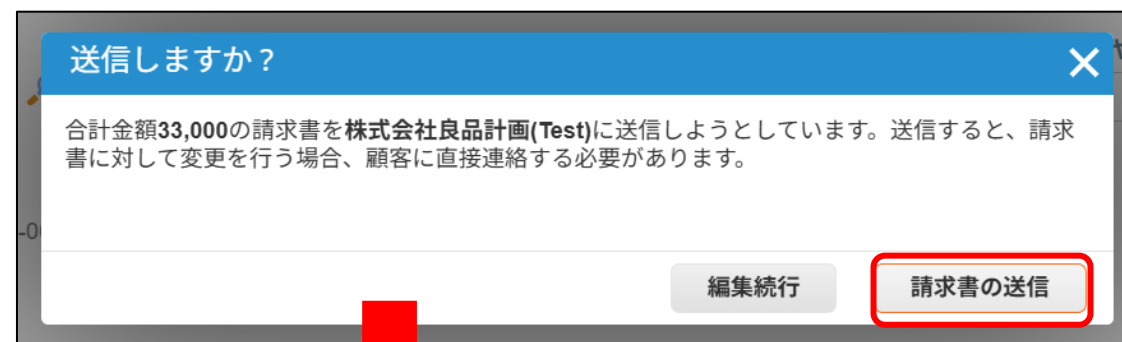 送信しますか？
合計金額33,000の請求書を株式会社良品計画(Test)に送信しようとしています。送信すると、請求
書に対して変更を行う場合、顧客に直接連絡する必要があります。
-0
編集続行
請求書の送信